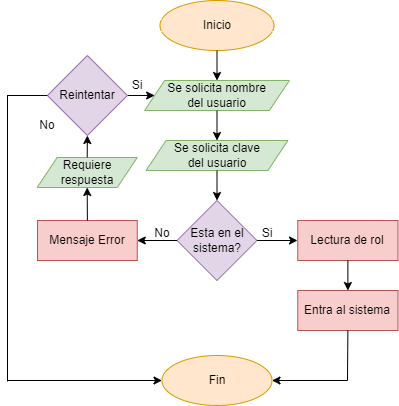 Inicio
Se solicita nombre
del usuario
Se solicita clave
del usuario
Esta en el
sistema?
Si
Lectura de rol
Entra al sistema
No
Mensaje Error
Requiere
respuesta
Reintentar
Si
No
Fin